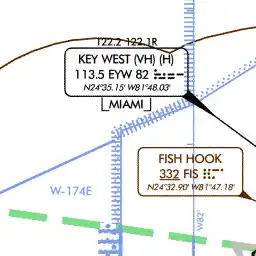 122.2 122.1R
KEY WEST (VH) (H)
113.5 EYW 82
N24°35.15' W81°48.03'
MIAMI
FISH HOOK
332 FIS
N24°32.90' W81°47.18'
W-174E
W82°